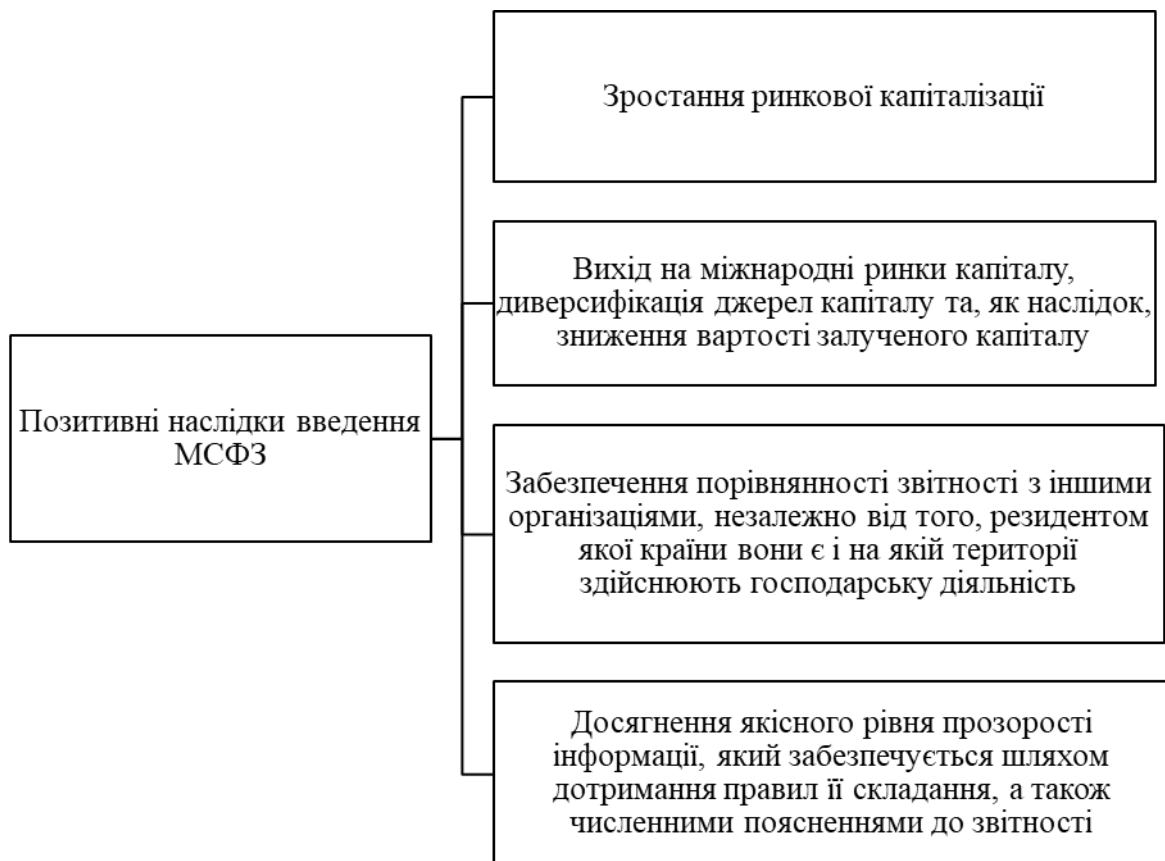 Зростання ринкової капіталізації
Вихід на міжнародні ринки капіталу,
диверсифікація джерел капіталу та, як наслідок,
зниження вартості залученого капіталу
Позитивні наслідки введення
МСФЗ
Забезпечення порівнянності звітності з іншими
організаціями, незалежно від того, резидентом
якої країни вони є і на якій території
здійснюють господарську діяльність
Досягнення якісного рівня прозорості
інформації, який забезпечується шляхом
дотримання правил її складання, а також
численними поясненнями до звітності